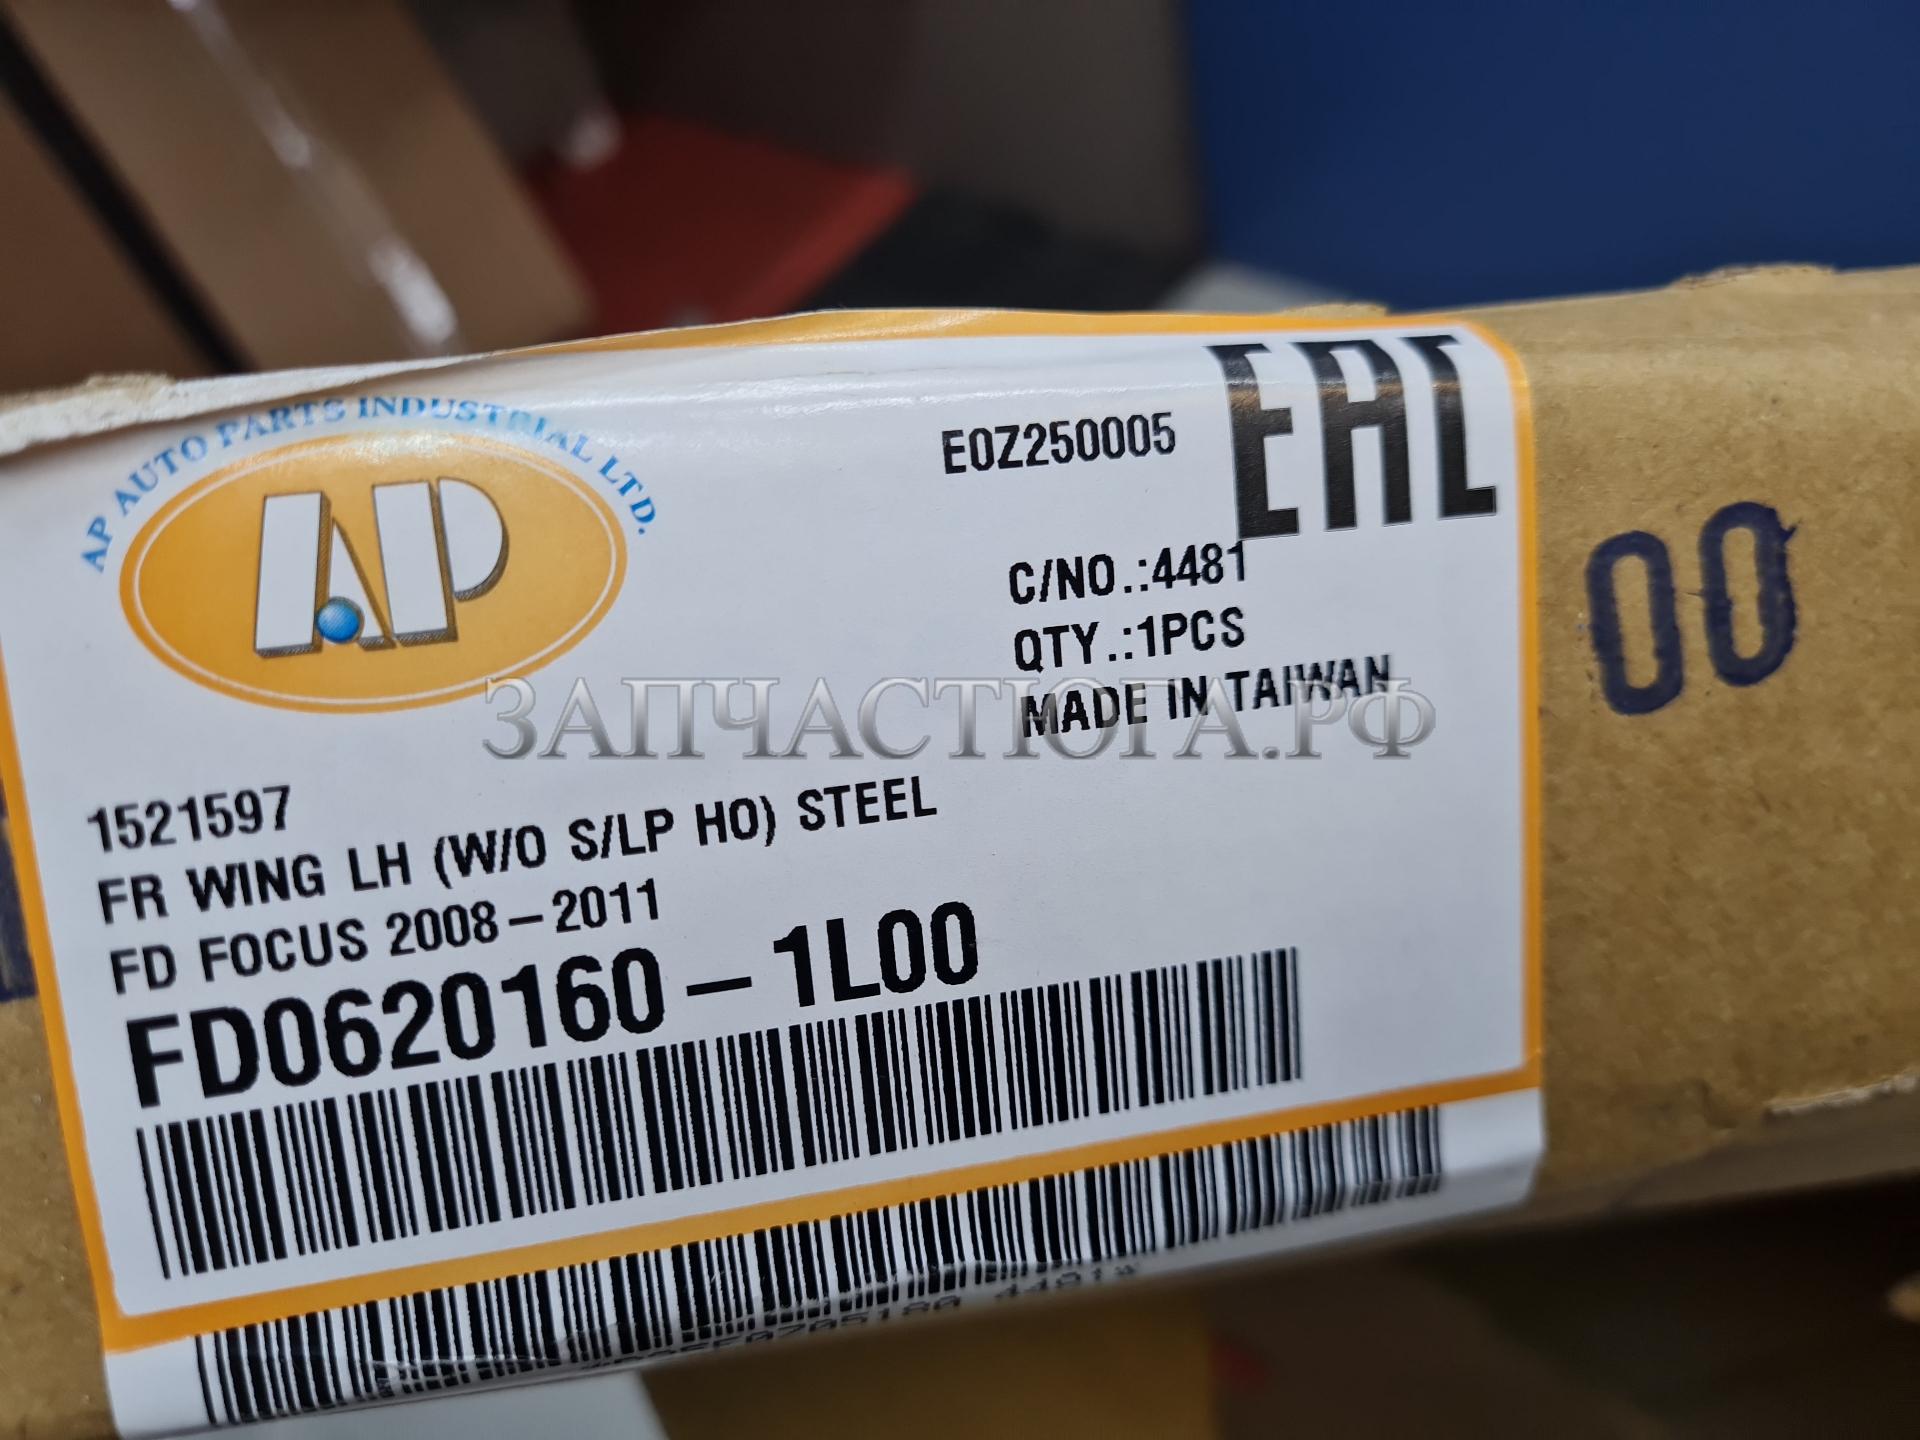 AP AUTO PARTS INDUSTRIAL LTD.
AP
E0Z250005
EAC
C/NO.:4481
QTY.:1PCS
MADE IN TAIWAN
00
ЗАПЧАСТЮГА.РФ
1521597
FR WING LH (W/O S/LP HO) STEEL
FD FOCUS 2008-2011
FD0620160-1L00